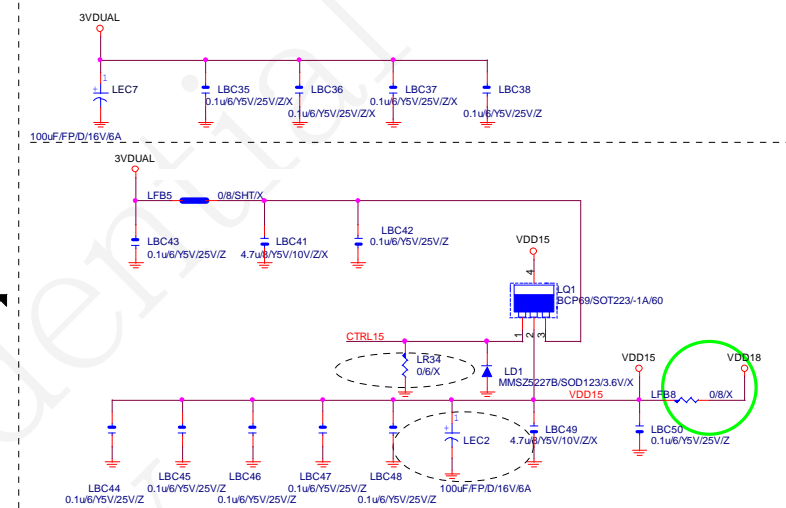 3VDUAL
1
+
LEC7
100uF/FP/D/16V/6A
LBC35
0.1u/6/Y5V/25V/Z/X
LBC36
0.1u/6/Y5V/25V/Z/X
LBC37
0.1u/6/Y5V/25V/Z/X
LBC38
0.1u/6/Y5V/25V/Z
3VDUAL
LFB5
0/8/SHT/X
LBC43
0.1u/6/Y5V/25V/Z
LBC41
4.7u/8/Y5V/10V/Z/X
LBC42
0.1u/6/Y5V/25V/Z
VDD15
4
LQ1
BCP69/SOT223/-1A/60
1
2
3
CTRL15
LR34
0/6/X
LD1
MMSZ5227B/SOD123/3.6V/X
VDD15
VDD15
VDD18
LFB8
0/8/X
LBC44
0.1u/6/Y5V/25V/Z
LBC45
0.1u/6/Y5V/25V/Z
LBC46
0.1u/6/Y5V/25V/Z
LBC47
0.1u/6/Y5V/25V/Z
LBC48
0.1u/6/Y5V/25V/Z
1
+
LEC2
100uF/FP/D/16V/6A
LBC49
4.7u/8/Y5V/10V/Z/X
LBC50
0.1u/6/Y5V/25V/Z